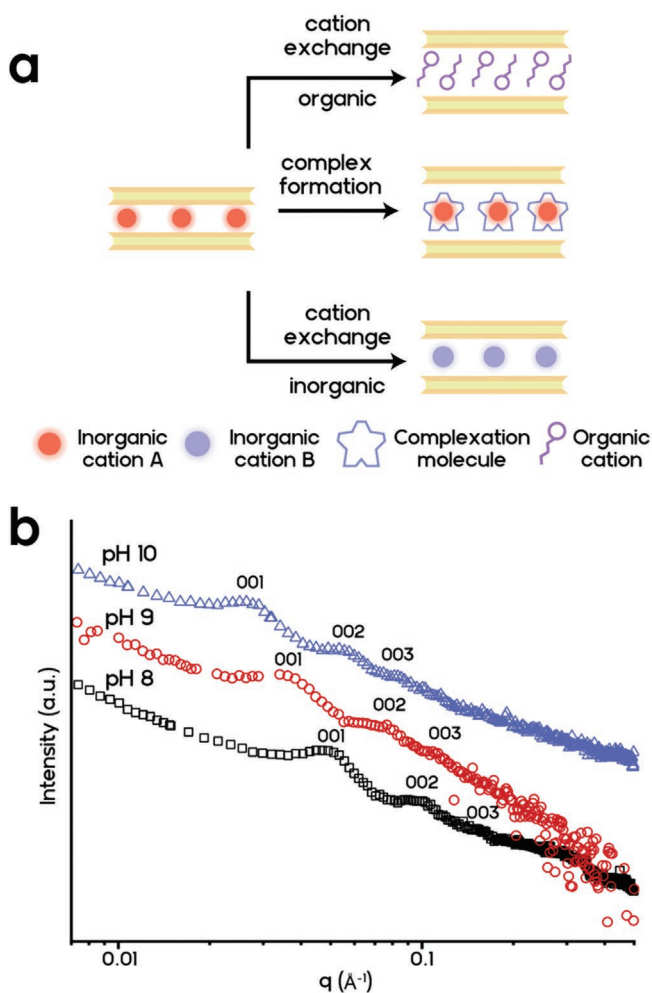 a
cation
exchange
organic
complex
formation
cation
exchange
inorganic
Inorganic
cation A
Inorganic
cation B
Complexation
molecule
Organic
cation
b
pH 10
001
002
003
pH 9
001
002
003
pH 8
001
002
003
Intensity (a.u.)
0.01
0.1
q (Å⁻¹)